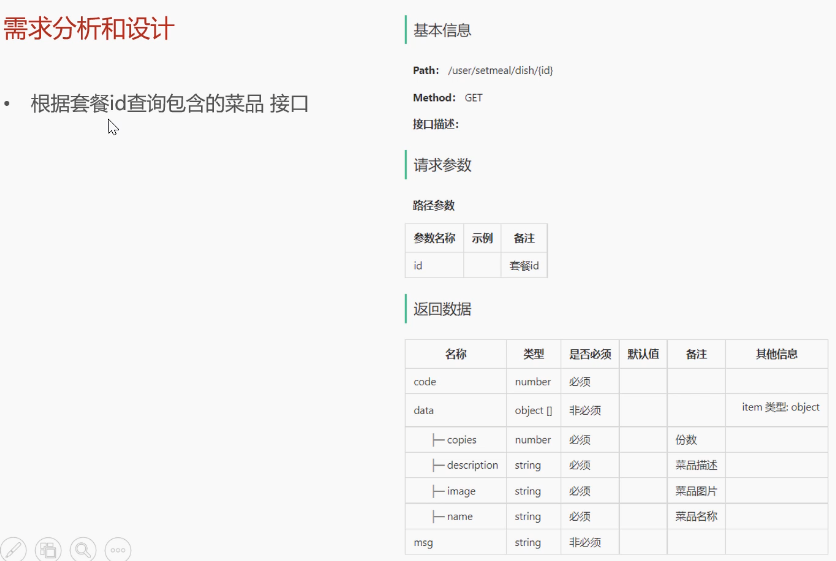 需求分析和设计
• 根据套餐id查询包含的菜品 接口
基本信息
Path: /user/setmeal/dish/{id}
Method: GET
接口描述:
请求参数
路径参数
参数名称 示例 备注
id 套餐id
返回数据
名称 类型 是否必须 默认值 备注 其他信息
code number 必须
data object [] 非必须 item 类型: object
├─ copies number 必须 份数
├─ description string 必须 菜品描述
├─ image string 必须 菜品图片
├─ name string 必须 菜品名称
msg string 非必须